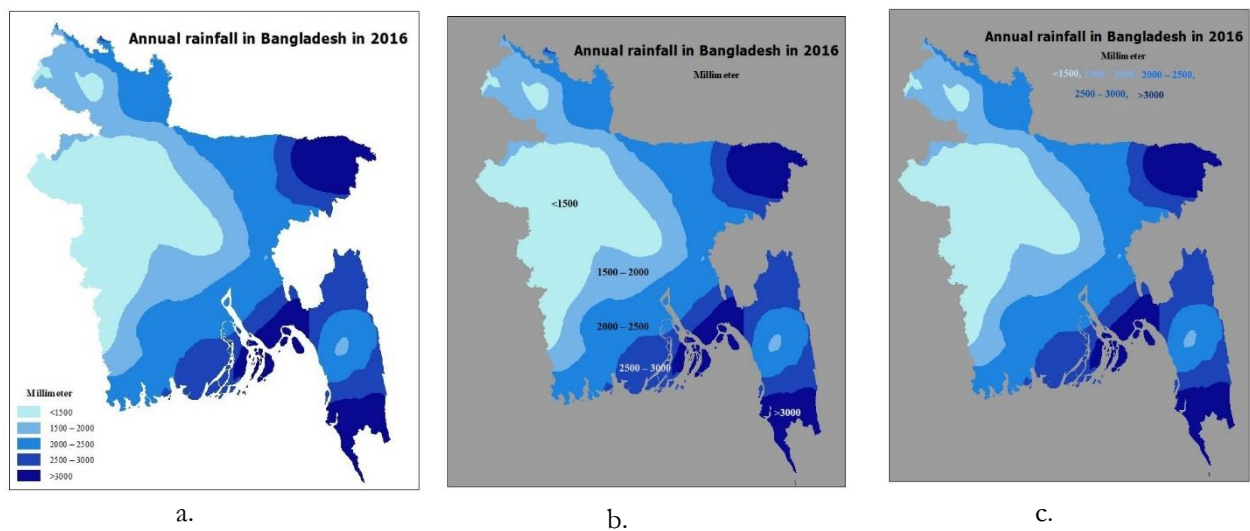 Annual rainfall in Bangladesh in 2016
Millimeter
<1500
1500 – 2000
2000 – 2500
2500 – 3000
>3000
a.
Annual rainfall in Bangladesh in 2016
Millimeter
<1500
1500 – 2000
2000 – 2500
2500 – 3000
>3000
b.
Annual rainfall in Bangladesh in 2016
Millimeter
<1500, 1500 – 2000, 2000 – 2500,
2500 – 3000, >3000
c.